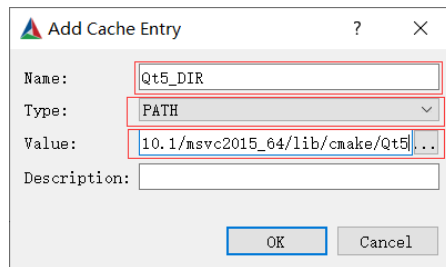 Add Cache Entry ? ×
Name: Qt5_DIR
Type: PATH
Value: 10.1/msvc2015_64/lib/cmake/Qt5 ...
Description:
OK Cancel